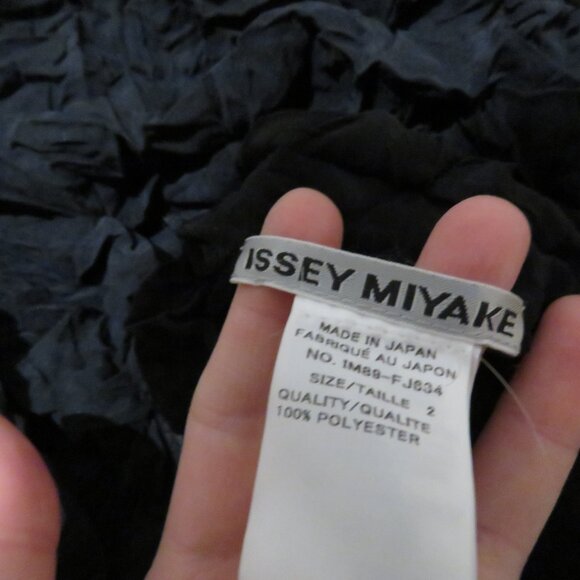 ISSEY MIYAKE
MADE IN JAPAN
FABRIQUÉ AU JAPON
NO. IM89-FJ634
SIZE/TAILLE 2
QUALITY/QUALITE
100% POLYESTER